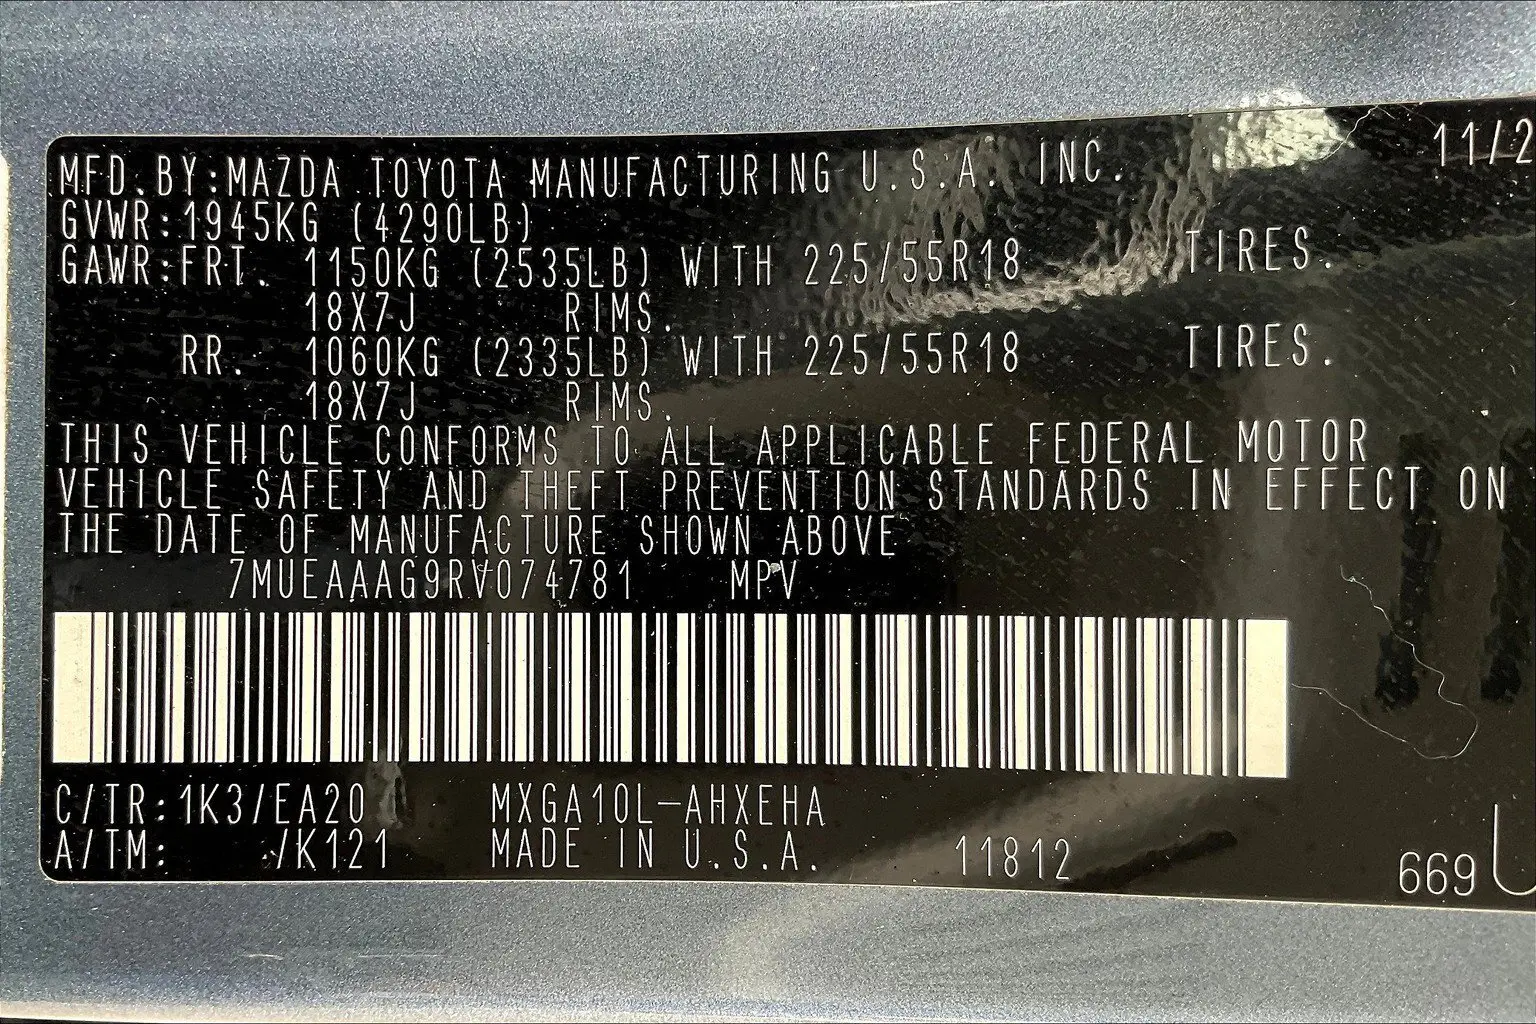 MFD.BY:MAZDA TOYOTA MANUFACTURING U.S.A. INC. 11/2
GVWR:1945KG (4290LB)
GAWR:FRT. 1150KG (2535LB) WITH 225/55R18 TIRES.
18X7J RIMS.
RR. 1060KG (2335LB) WITH 225/55R18 TIRES.
18X7J RIMS.
THIS VEHICLE CONFORMS TO ALL APPLICABLE FEDERAL MOTOR
VEHICLE SAFETY AND THEFT PREVENTION STANDARDS IN EFFECT ON
THE DATE OF MANUFACTURE SHOWN ABOVE
7MUEAAAG9RV074781 MPV
C/TR:1K3/EA20 MXGA10L-AHXEHA
A/TM: /K121 MADE IN U.S.A. 11812 669